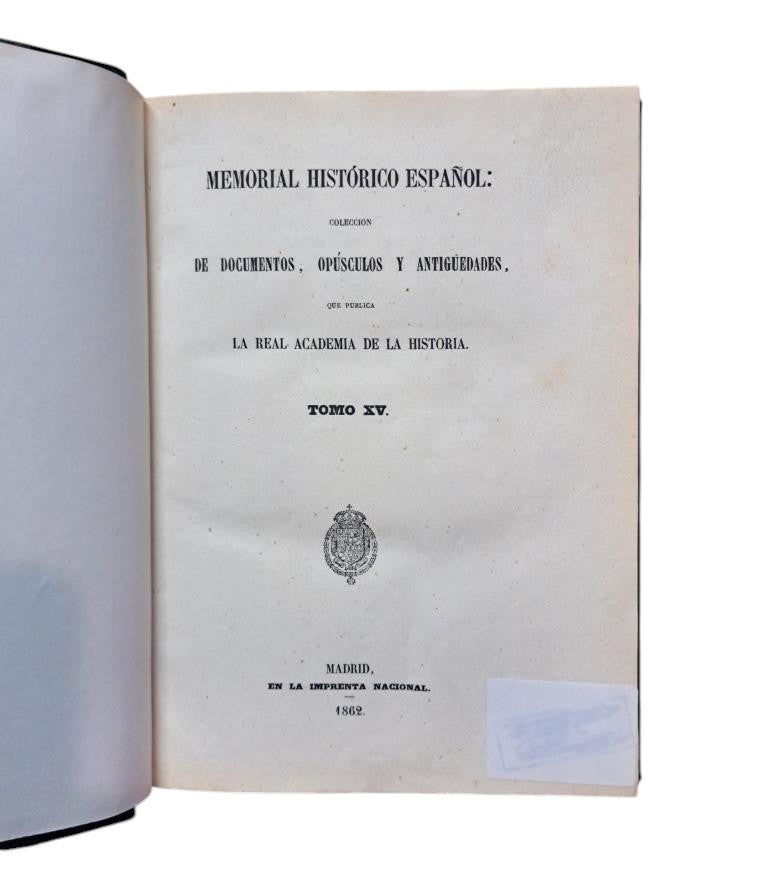 MEMORIAL HISTÓRICO ESPAÑOL:
COLECCION
DE DOCUMENTOS, OPÚSCULOS Y ANTIGÜEDADES,
QUE PUBLICA
LA REAL ACADEMIA DE LA HISTORIA.
TOMO XV.
MADRID,
EN LA IMPRENTA NACIONAL.
1862.